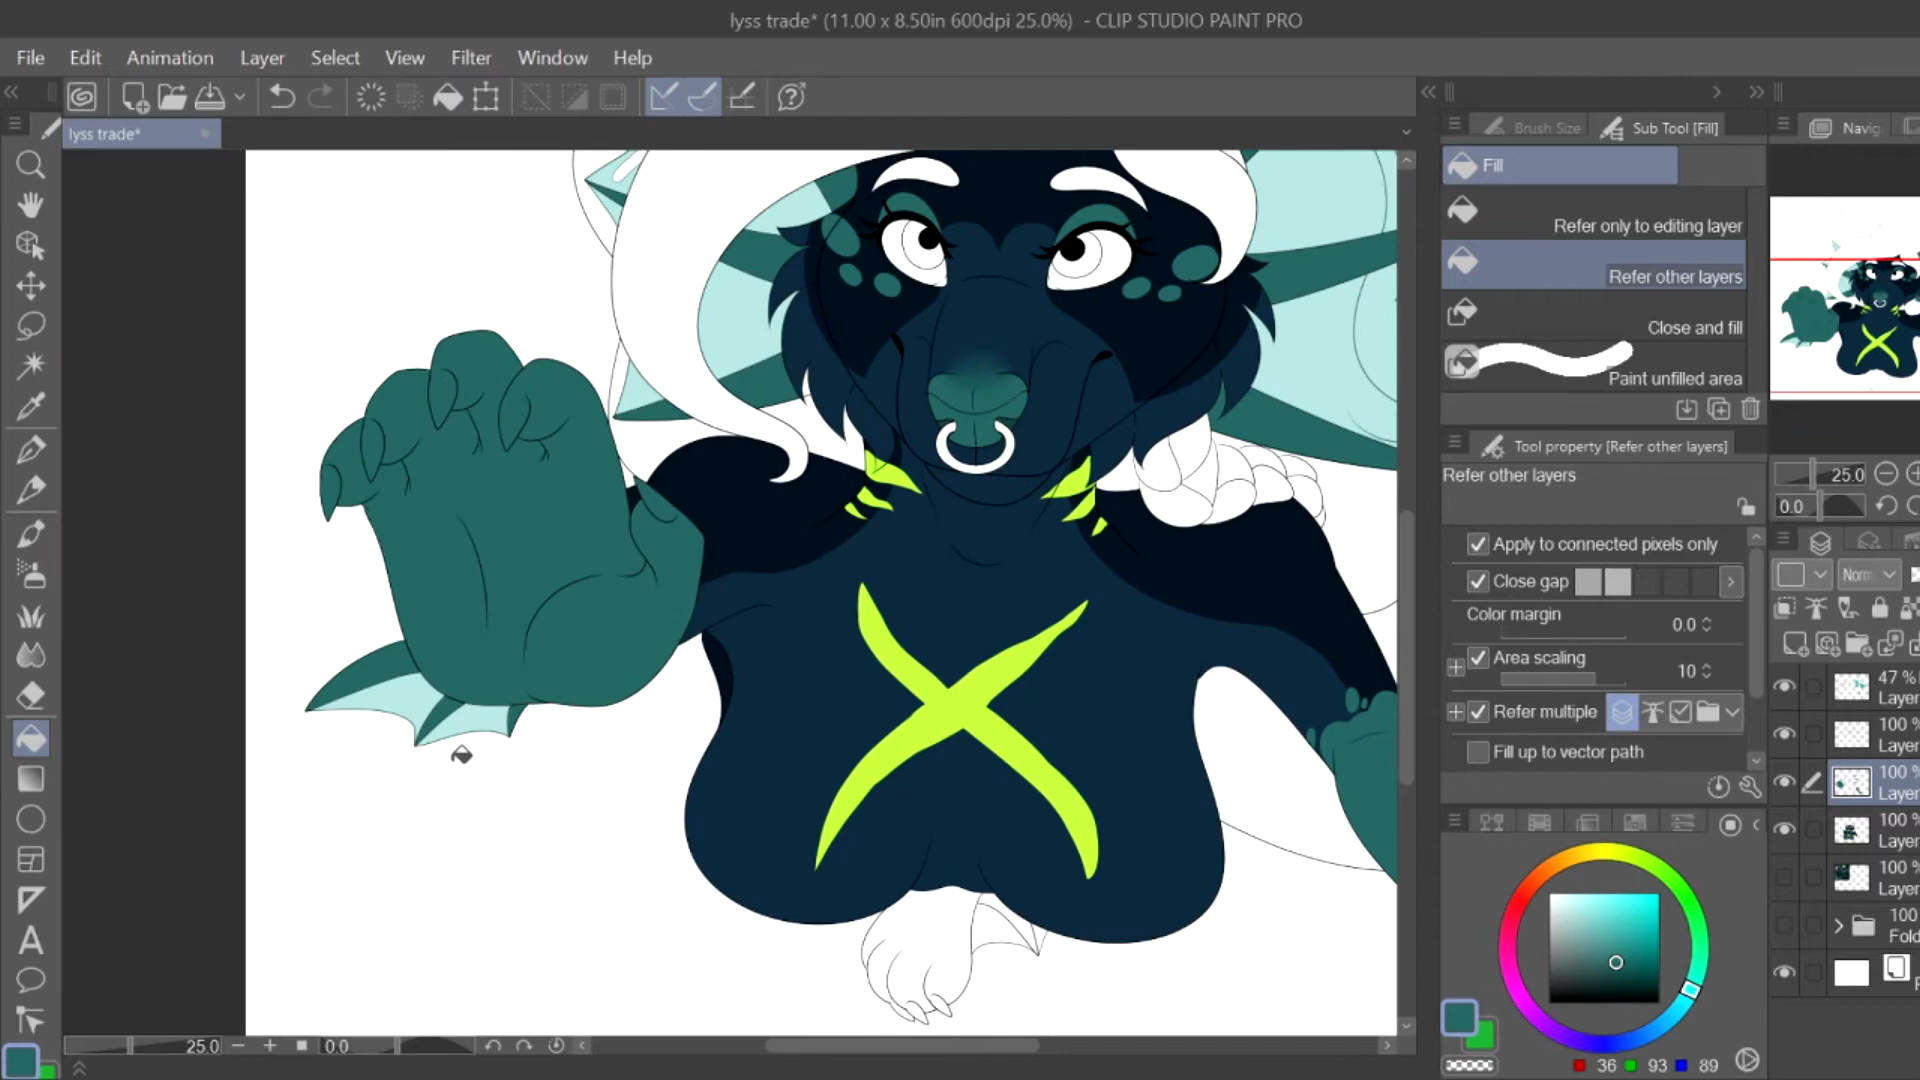 lyss trade* (11.00 x 8.50in 600dpi 25.0%) - CLIP STUDIO PAINT PRO
File Edit Animation Layer Select View Filter Window Help
lyss trade*
Brush Size
Sub Tool [Fill]
Navig
Fill
Refer only to editing layer
Refer other layers
Close and fill
Paint unfilled area
Tool property [Refer other layers]
Refer other layers
25.0
0.0
Apply to connected pixels only
Close gap
Color margin 0.0
Area scaling 10
Refer multiple
Fill up to vector path
Norm
47 %
Layer
100 %
Layer
100 %
Layer
100 %
Layer
100 %
Layer
100
Fold
P
36 93 89
25.0
0.0